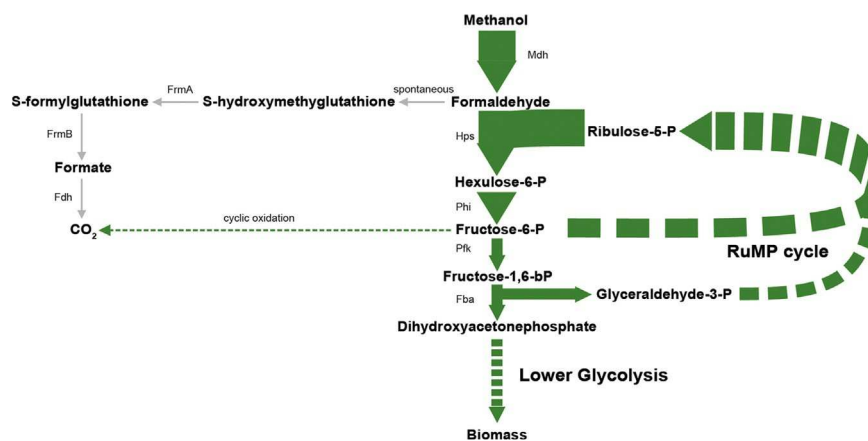 Methanol
Mdh
FrmA
spontaneous
S-formylglutathione
S-hydroxymethyglutathione
Formaldehyde
FrmB
Hps
Ribulose-5-P
Formate
Fdh
Hexulose-6-P
Phi
cyclic oxidation
CO2
Fructose-6-P
Pfk
RuMP cycle
Fructose-1,6-bP
Fba
Glyceraldehyde-3-P
Dihydroxyacetonephosphate
Lower Glycolysis
Biomass